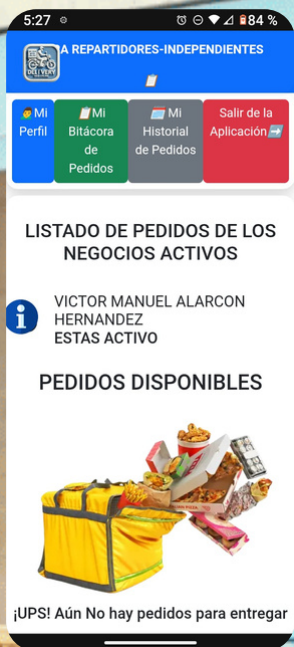 5:27
84 %
A REPARTIDORES-INDEPENDIENTES
DELIVERY
Mi
Perfil
Mi
Bitácora
de
Pedidos
Mi
Historial
de Pedidos
Salir de la
Aplicación
LISTADO DE PEDIDOS DE LOS
NEGOCIOS ACTIVOS
VICTOR MANUEL ALARCON
HERNANDEZ
ESTAS ACTIVO
PEDIDOS DISPONIBLES
¡UPS! Aún No hay pedidos para entregar